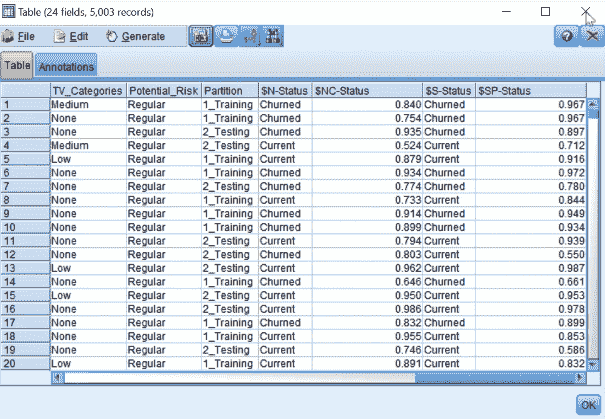 Table (24 fields, 5,003 records)
File Edit Generate
Table Annotations
TV_Categories Potential_Risk Partition $N-Status $NC-Status $S-Status $SP-Status
1 Medium Regular 1_Training Churned 0.840 Churned 0.967
2 None Regular 1_Training Churned 0.754 Churned 0.967
3 None Regular 2_Testing Churned 0.935 Churned 0.897
4 Medium Regular 2_Testing Current 0.524 Current 0.712
5 Low Regular 1_Training Current 0.879 Current 0.916
6 None Regular 1_Training Churned 0.934 Churned 0.972
7 None Regular 2_Testing Churned 0.774 Churned 0.780
8 None Regular 1_Training Current 0.733 Current 0.844
9 None Regular 1_Training Churned 0.914 Churned 0.949
10 None Regular 1_Training Churned 0.899 Churned 0.934
11 None Regular 2_Testing Current 0.794 Current 0.939
12 None Regular 2_Testing Churned 0.803 Current 0.550
13 Low Regular 2_Testing Current 0.962 Current 0.987
14 None Regular 1_Training Churned 0.646 Churned 0.661
15 Low Regular 2_Testing Current 0.950 Current 0.953
16 None Regular 2_Testing Current 0.986 Current 0.978
17 None Regular 1_Training Churned 0.832 Churned 0.899
18 None Regular 1_Training Current 0.955 Current 0.853
19 None Regular 2_Testing Current 0.746 Current 0.586
20 Low Regular 1_Training Current 0.891 Current 0.832
OK